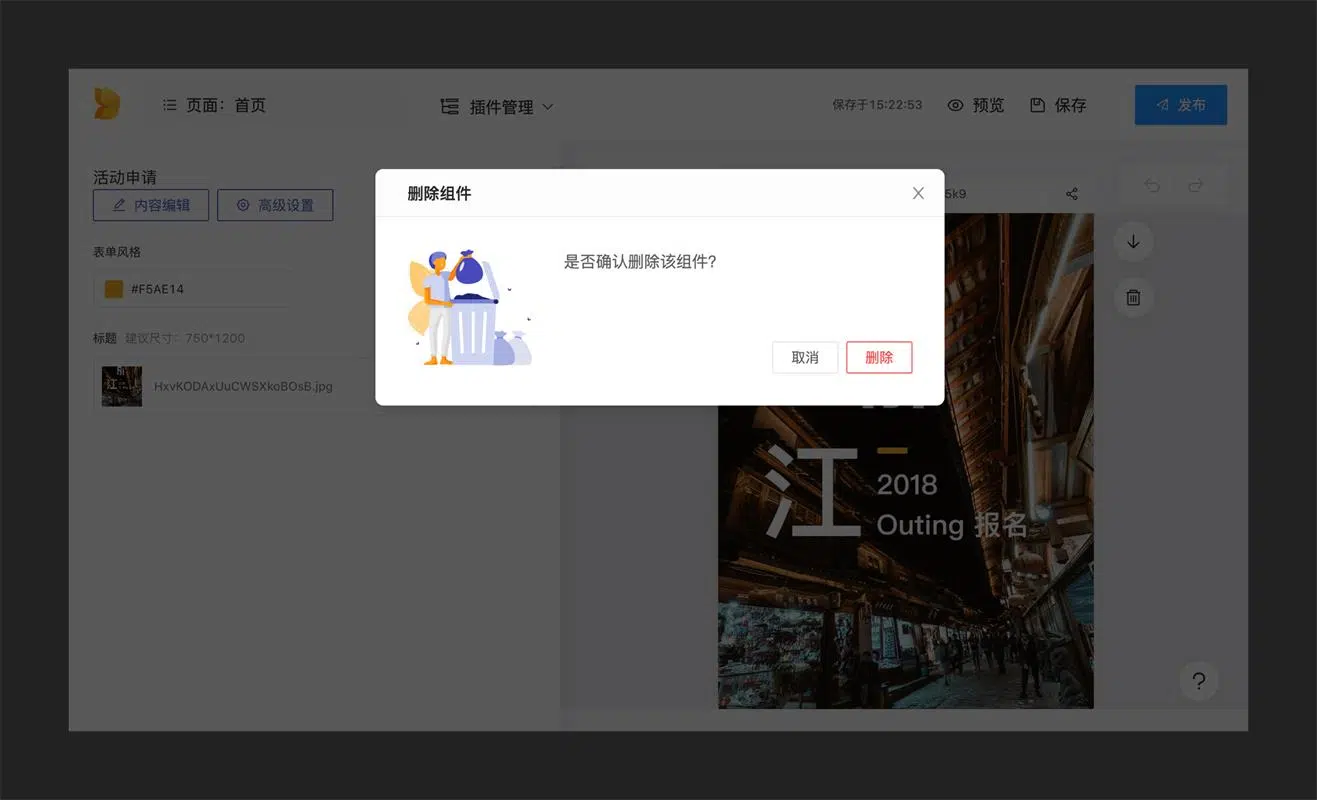 页面：首页
插件管理
保存于15:22:53
预览
保存
发布
活动申请
内容编辑
高级设置
表单风格
#F5AE14
标题 建议尺寸：750*1200
HxvKODAxUuCWSXkoBOsB.jpg
删除组件
是否确认删除该组件?
取消
删除
5k9
江
2018
Outing 报名
?